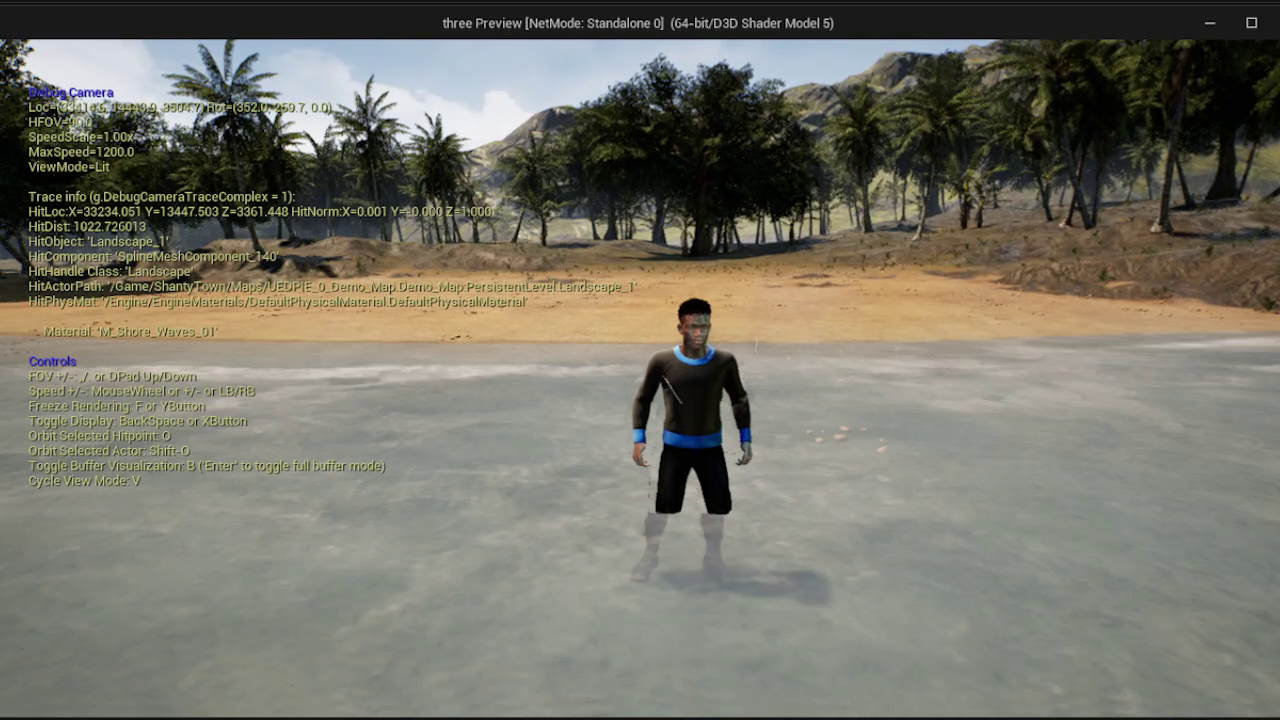 three Preview [NetMode: Standalone 0] (64-bit/D3D Shader Model 5)
Debug Camera
HFOV=90.0
SpeedScale=1.00x
MaxSpeed=1200.0
ViewMode=Lit
Trace info (g.DebugCameraTraceComplex = 1):
HitLoc:X=33234.051 Y=13447.503 Z=3361.448 HitNorm:X=0.001 Y=-0.000 Z=1.000
HitDist: 1022.726013
HitObject: 'Landscape_1'
HitComponent: 'SplineMeshComponent_140'
HitHandle Class: 'Landscape'
HitActorPath: '/Game/ShantyTown/Maps/UEDPIE_0_Demo_Map.Demo_Map:PersistentLevel.Landscape_1'
HitPhysMat: '/Engine/EngineMaterials/DefaultPhysicalMaterial.DefaultPhysicalMaterial'
Material: 'M_Shore_Waves_01'
Controls
FOV +/-: ,/. or DPad Up/Down
Speed +/-: MouseWheel or +/- or LB/RB
Freeze Rendering: F or YButton
Toggle Display: BackSpace or XButton
Orbit Selected Hitpoint: O
Orbit Selected Actor: Shift-O
Toggle Buffer Visualization: B ('Enter' to toggle full buffer mode)
Cycle View Mode: V